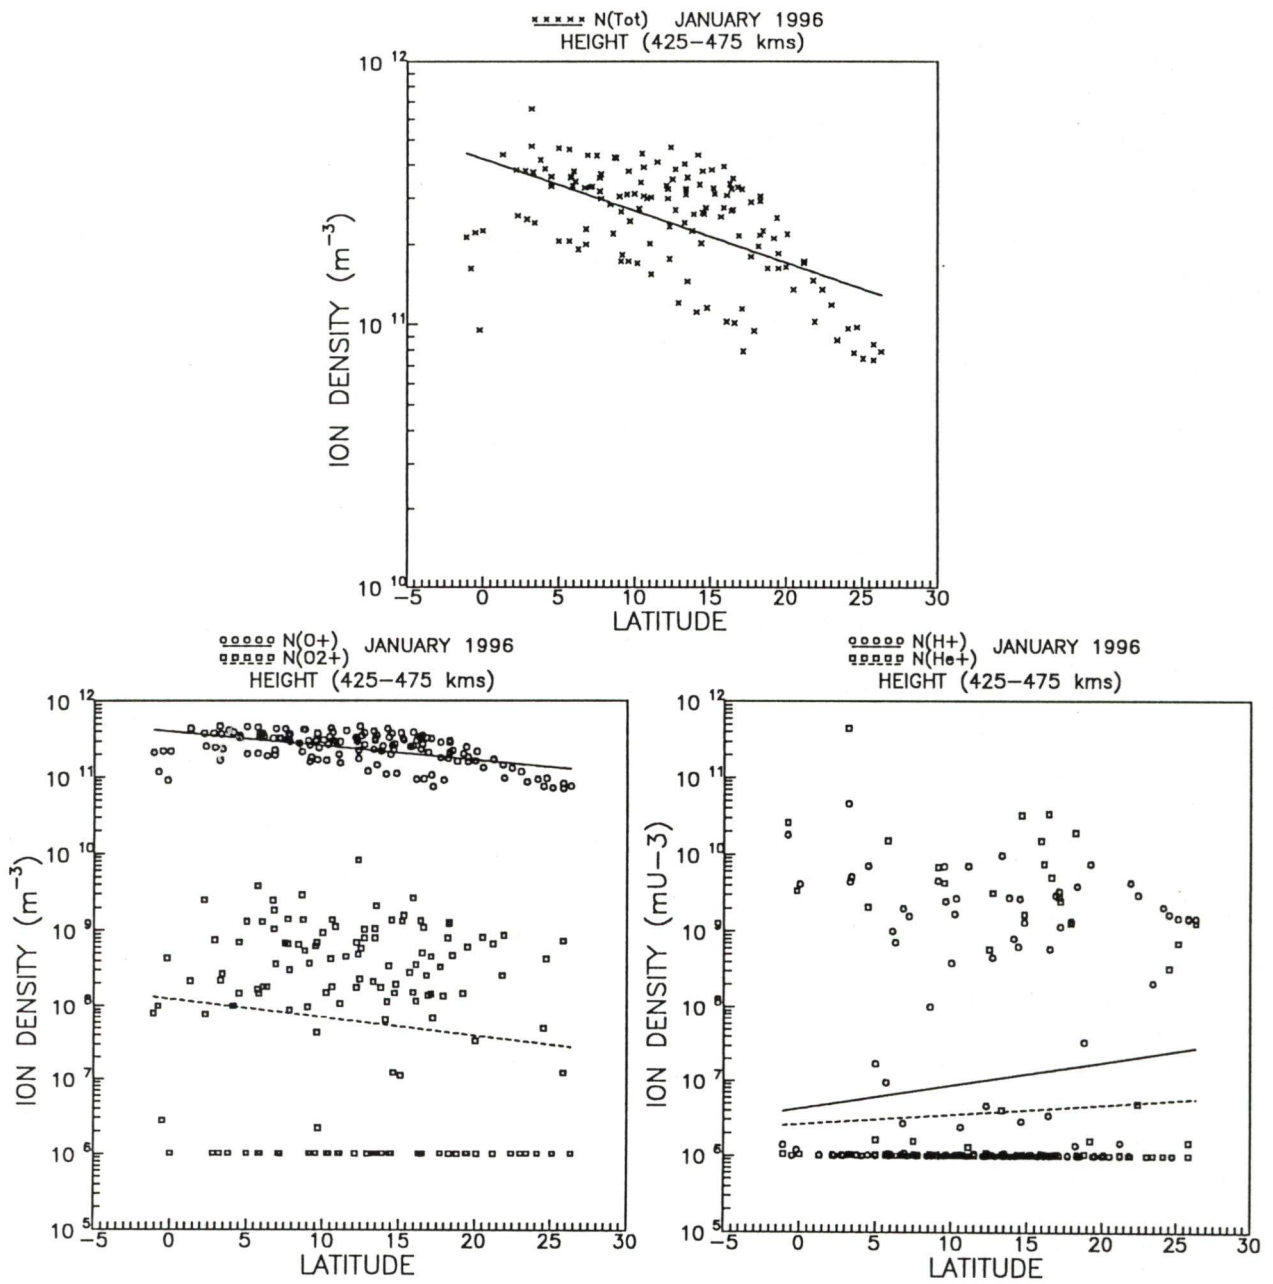 ××××× N(Tot) JANUARY 1996
HEIGHT (425−475 kms)
10 12
10 11
10 10
ION DENSITY (m−3)
−5 0 5 10 15 20 25 30
LATITUDE
○○○○○ N(O+) JANUARY 1996
□□□□□ N(O2+)
HEIGHT (425−475 kms)
10 12
10 11
10 10
10 9
10 8
10 7
10 6
10 5
ION DENSITY (m−3)
−5 0 5 10 15 20 25 30
LATITUDE
○○○○○ N(H+) JANUARY 1996
□□□□□ N(He+)
HEIGHT (425−475 kms)
10 12
10 11
10 10
10 9
10 8
10 7
10 6
10 5
ION DENSITY (mU−3)
−5 0 5 10 15 20 25 30
LATITUDE